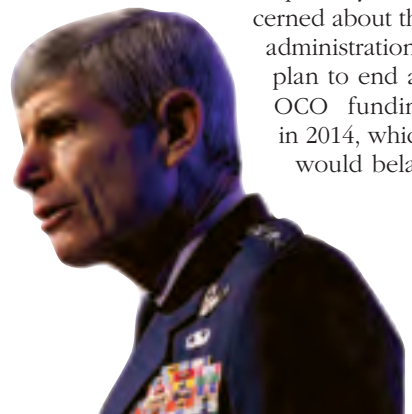 cerned about th
administration
plan to end a
OCO fundin
in 2014, whic
would bela